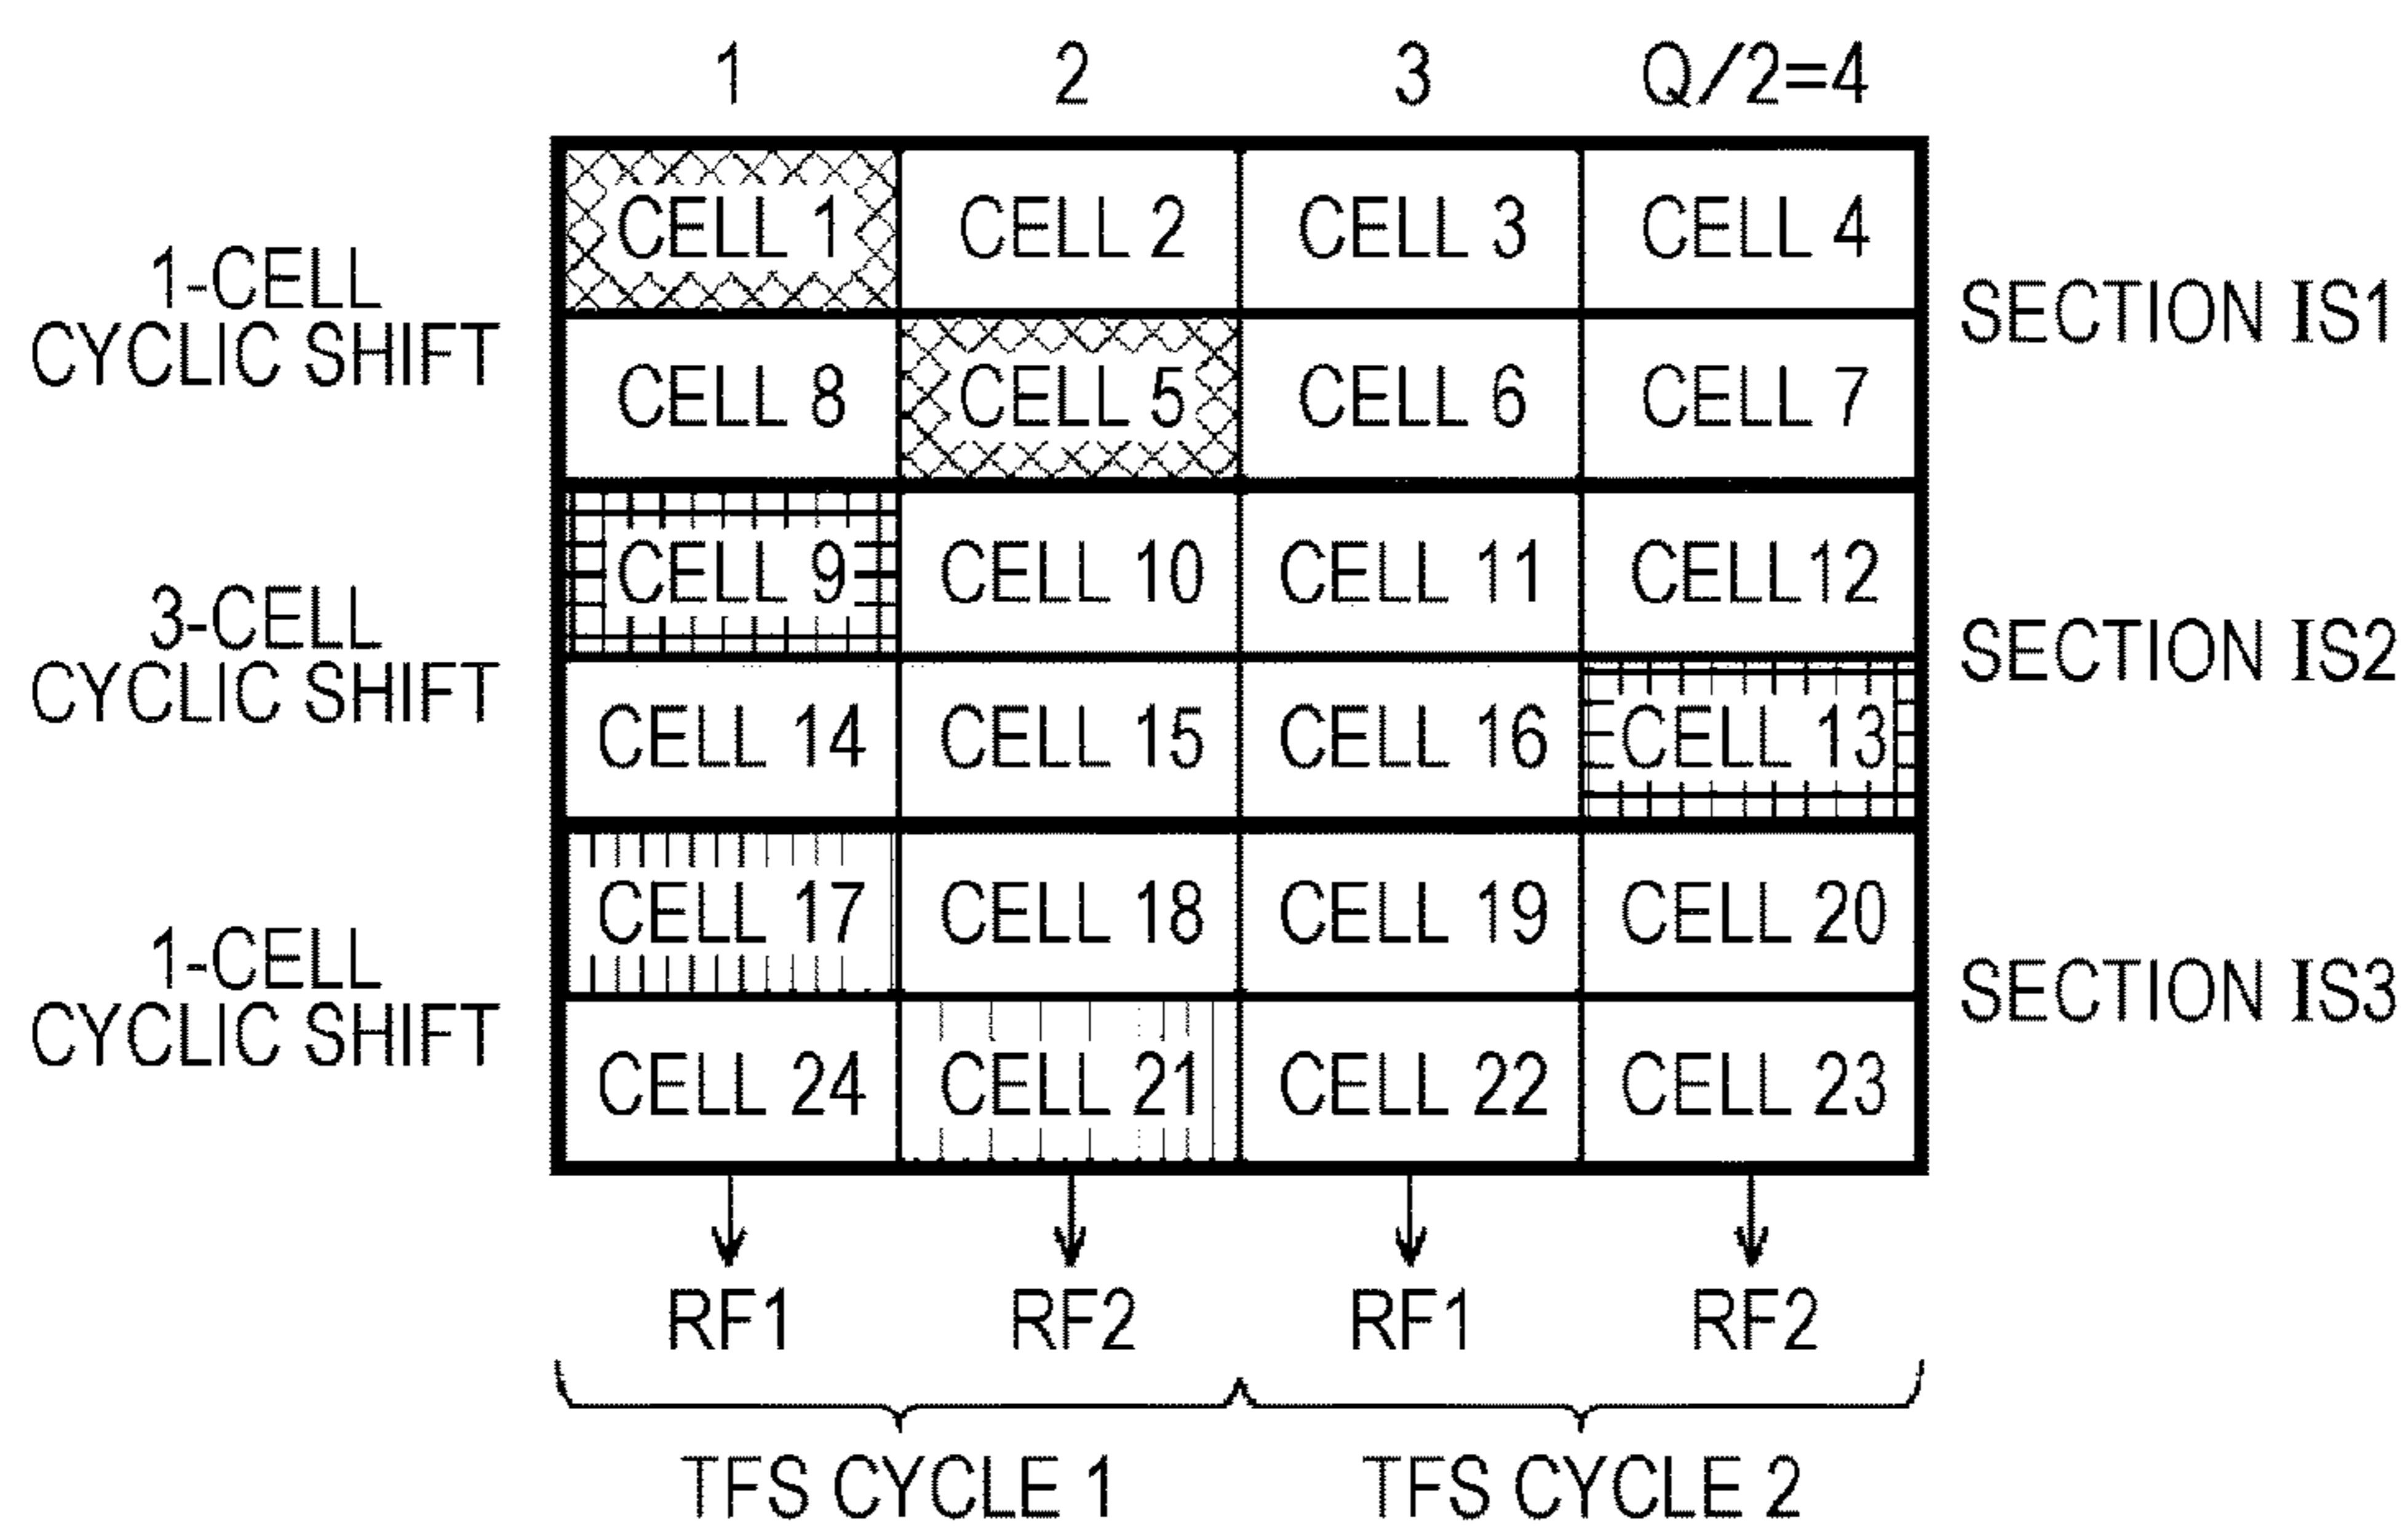 1 2 3 Q/2=4
CELL 1 CELL 2 CELL 3 CELL 4
1-CELL
CYCLIC SHIFT
SECTION IS1
CELL 8 CELL 5 CELL 6 CELL 7
CELL 9 CELL 10 CELL 11 CELL12
3-CELL
CYCLIC SHIFT
SECTION IS2
CELL 14 CELL 15 CELL 16 CELL 13
CELL 17 CELL 18 CELL 19 CELL 20
1-CELL
CYCLIC SHIFT
SECTION IS3
CELL 24 CELL 21 CELL 22 CELL 23
RF1 RF2 RF1 RF2
TFS CYCLE 1 TFS CYCLE 2